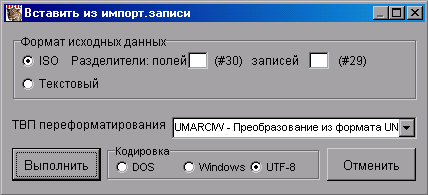 Вставить из импорт.записи
Формат исходных данных
ISO Разделители: полей (#30) записей (#29)
Текстовый
ТВП переформатирования UMARCIW - Преобразование из формата UN
Кодировка
Выполнить DOS Windows UTF-8 Отменить